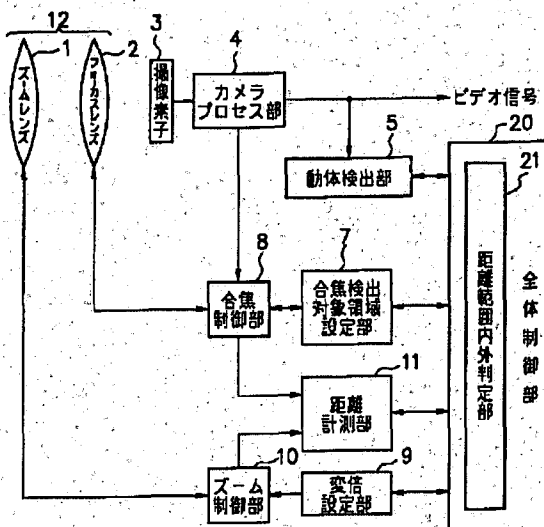 12
1
ズームレンズ
2
フォーカスレンズ
3
撮像素子
4
カメラ
プロセス部
ビデオ信号
5
動体検出部
20
21
距離範囲内外判定部
全体制御部
8
合焦
制御部
7
合焦検出
対象領域
設定部
11
距離
計測部
10
ズーム
制御部
9
変倍
設定部